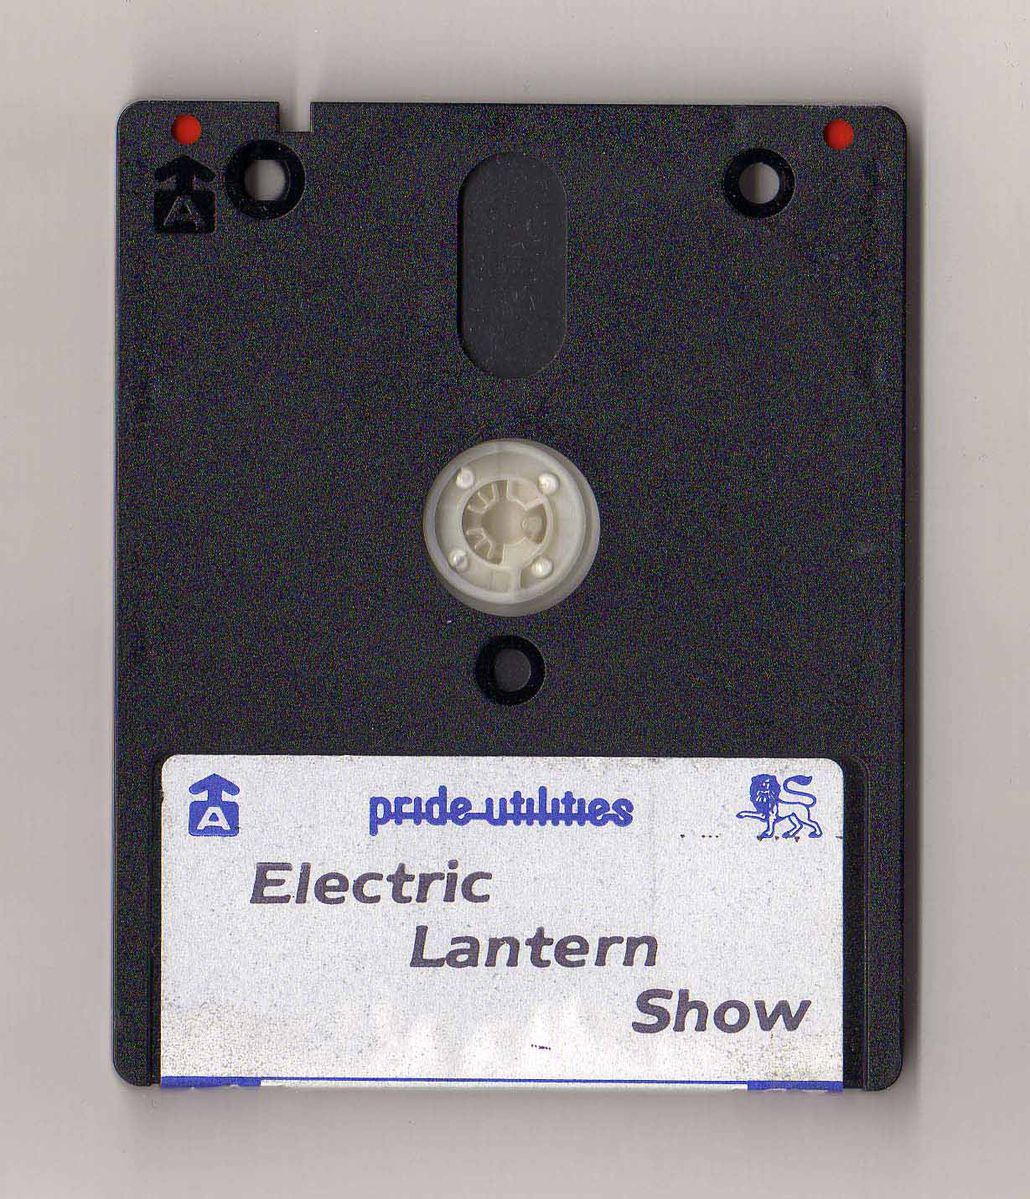 A
A
pride utilities
Electric
Lantern
Show